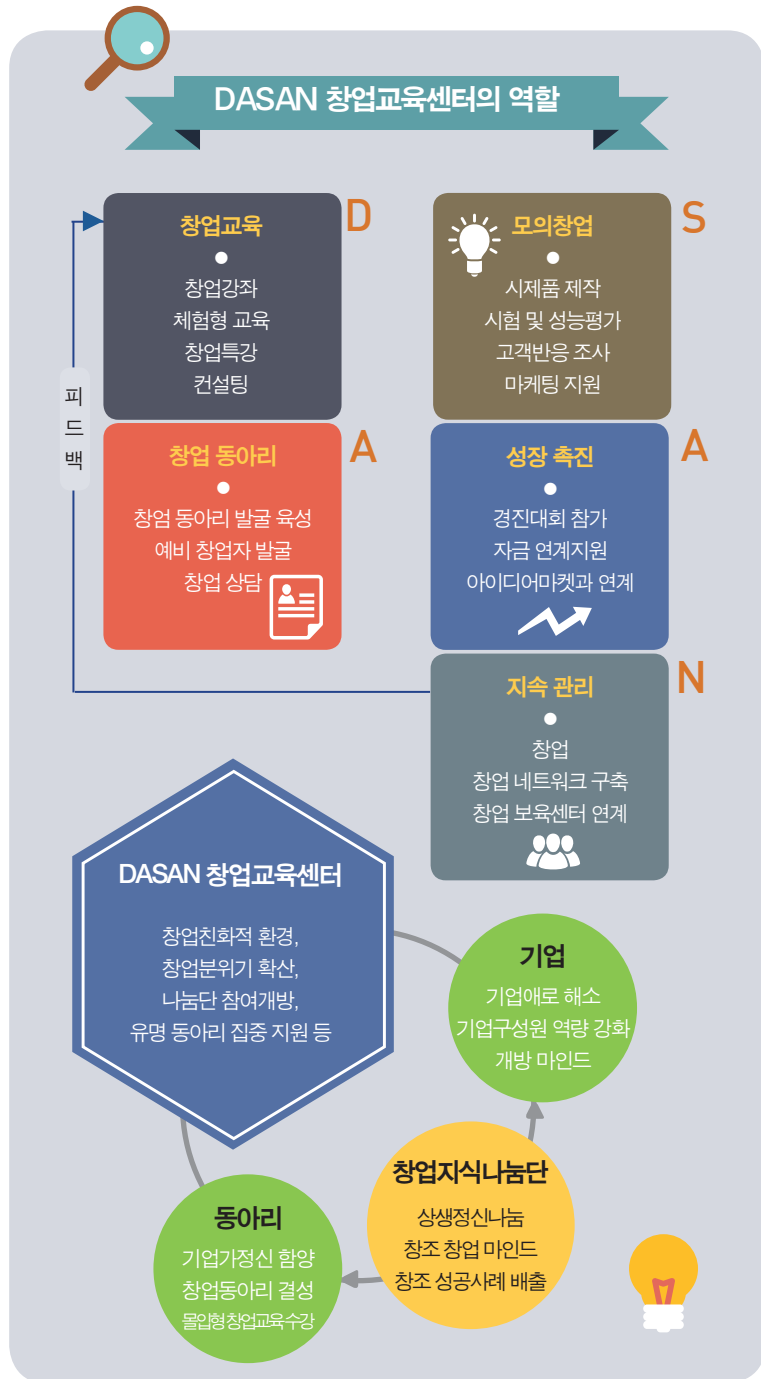 DASAN 창업교육센터의 역할
D
창업교육
창업강좌
체험형 교육
창업특강
컨설팅
A
창업 동아리
창엄 동아리 발굴 육성
예비 창업자 발굴
창업 상담
S
모의창업
시제품 제작
시험 및 성능평가
고객반응 조사
마케팅 지원
A
성장 촉진
경진대회 참가
자금 연계지원
아이디어마켓과 연계
N
지속 관리
창업
창업 네트워크 구축
창업 보육센터 연계
피
드
백
DASAN 창업교육센터
창업친화적 환경,
창업분위기 확산,
나눔단 참여개방,
유명 동아리 집중 지원 등
기업
기업애로 해소
기업구성원 역량 강화
개방 마인드
창업지식나눔단
상생정신나눔
창조 창업 마인드
창조 성공사례 배출
동아리
기업가정신 함양
창업동아리 결성
몰입형창업교육수강